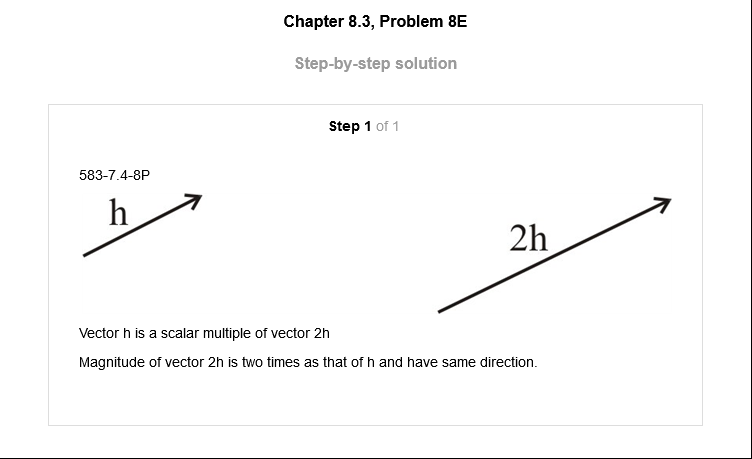 Chapter 8.3, Problem 8E
Step-by-step solution
Step 1 of 1
583-7.4-8P
h
2h
Vector h is a scalar multiple of vector 2h
Magnitude of vector 2h is two times as that of h and have same direction.